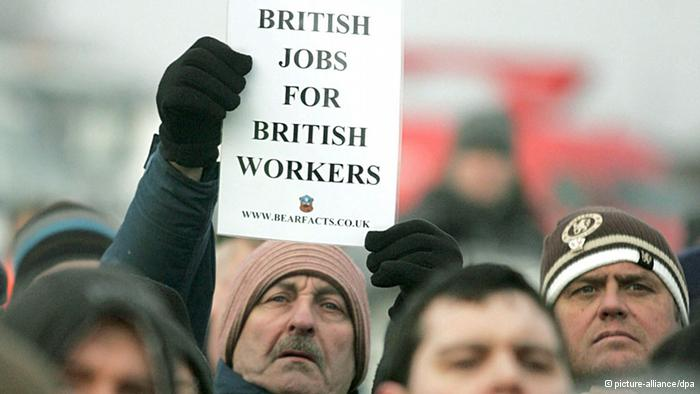 BRITISH
JOBS
FOR
BRITISH
WORKERS
WWW.BEARFACTS.CO.UK
picture-alliance/dpa